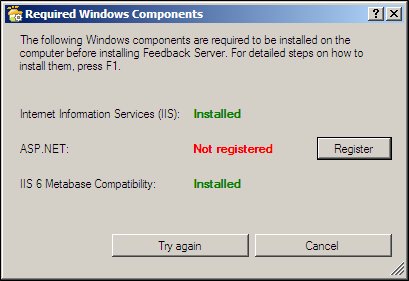 Required Windows Components
The following Windows components are required to be installed on the
computer before installing Feedback Server. For detailed steps on how to
install them, press F1.
Internet Information Services (IIS): Installed
ASP.NET: Not registered Register
IIS 6 Metabase Compatibility: Installed
Try again Cancel